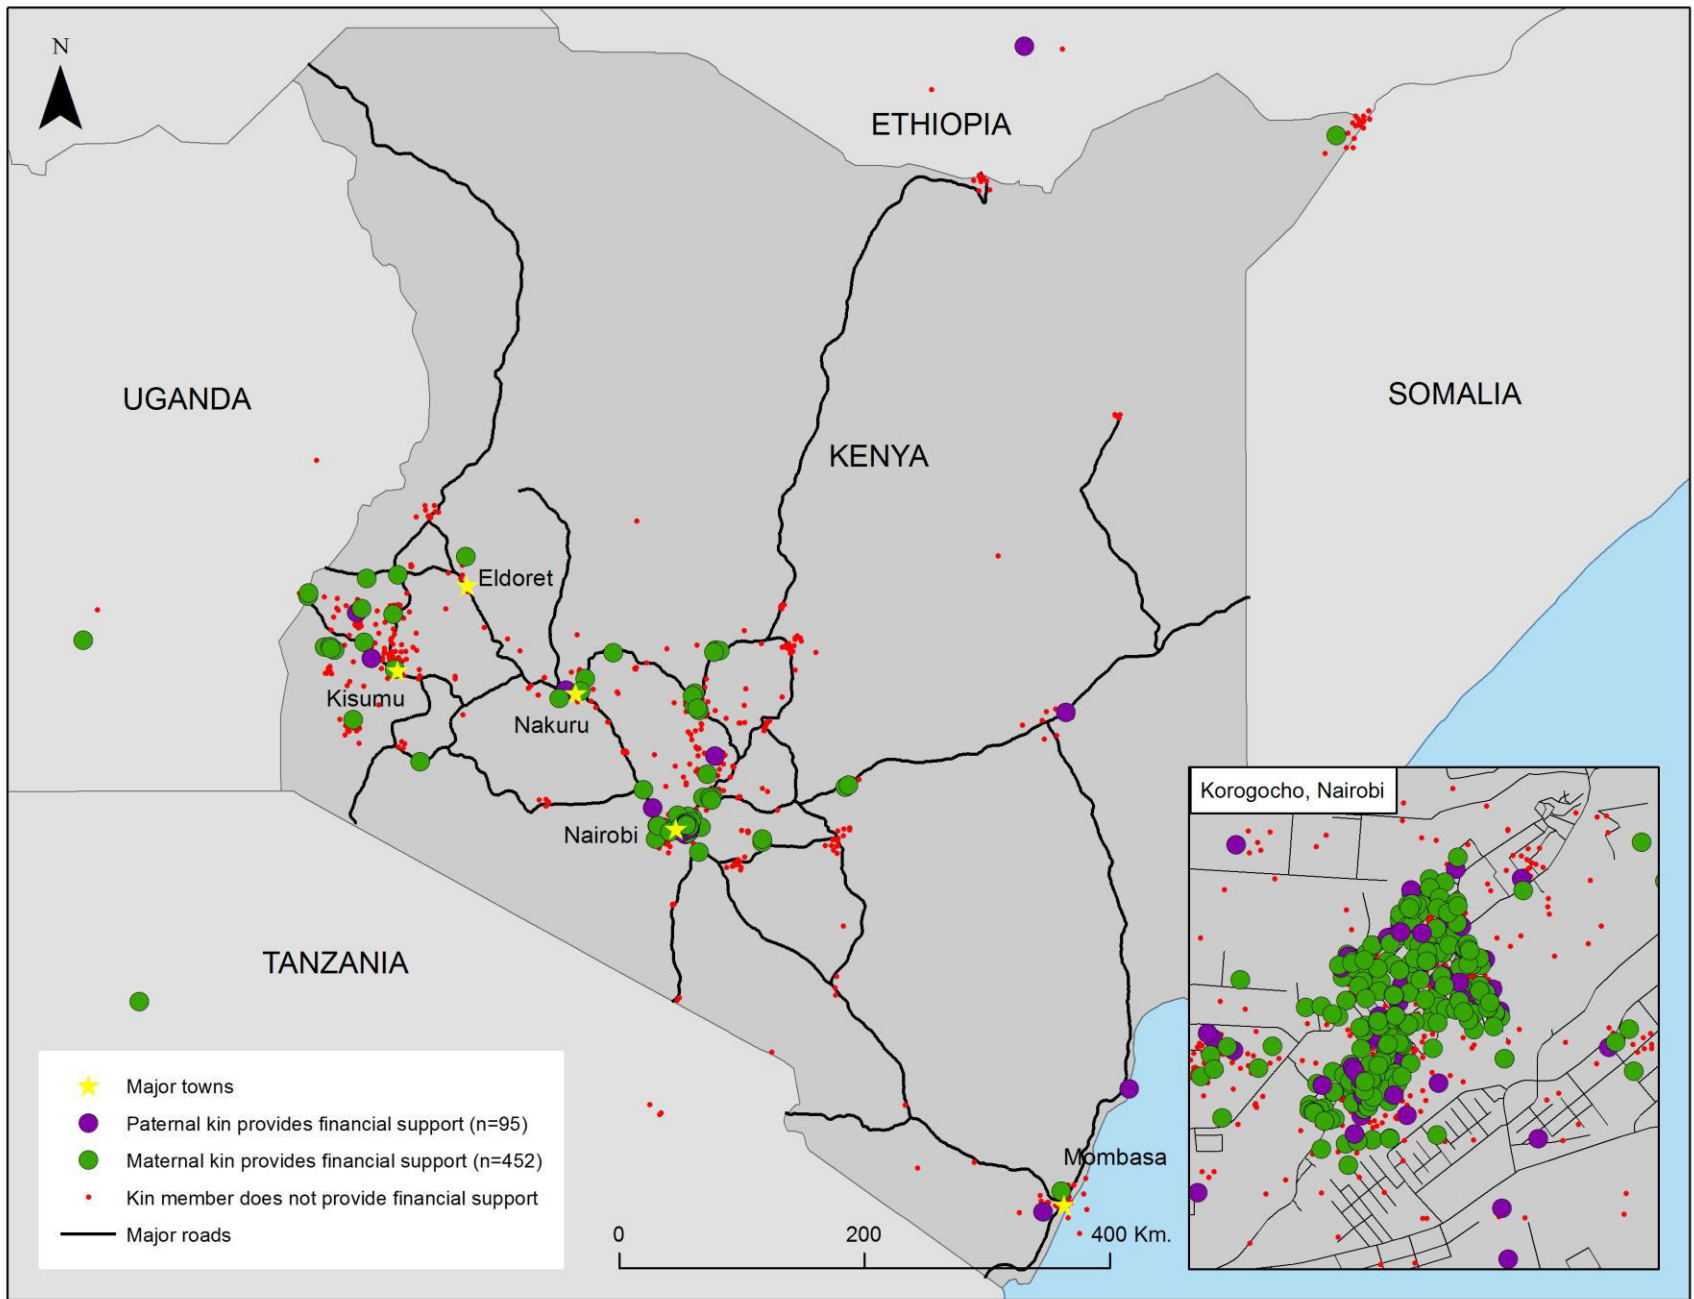 N
ETHIOPIA
UGANDA
SOMALIA
KENYA
Eldoret
Kisumu
Nakuru
Nairobi
TANZANIA
Mombasa
Korogocho, Nairobi
Major towns
Paternal kin provides financial support (n=95)
Maternal kin provides financial support (n=452)
Kin member does not provide financial support
Major roads
0 200 400 Km.